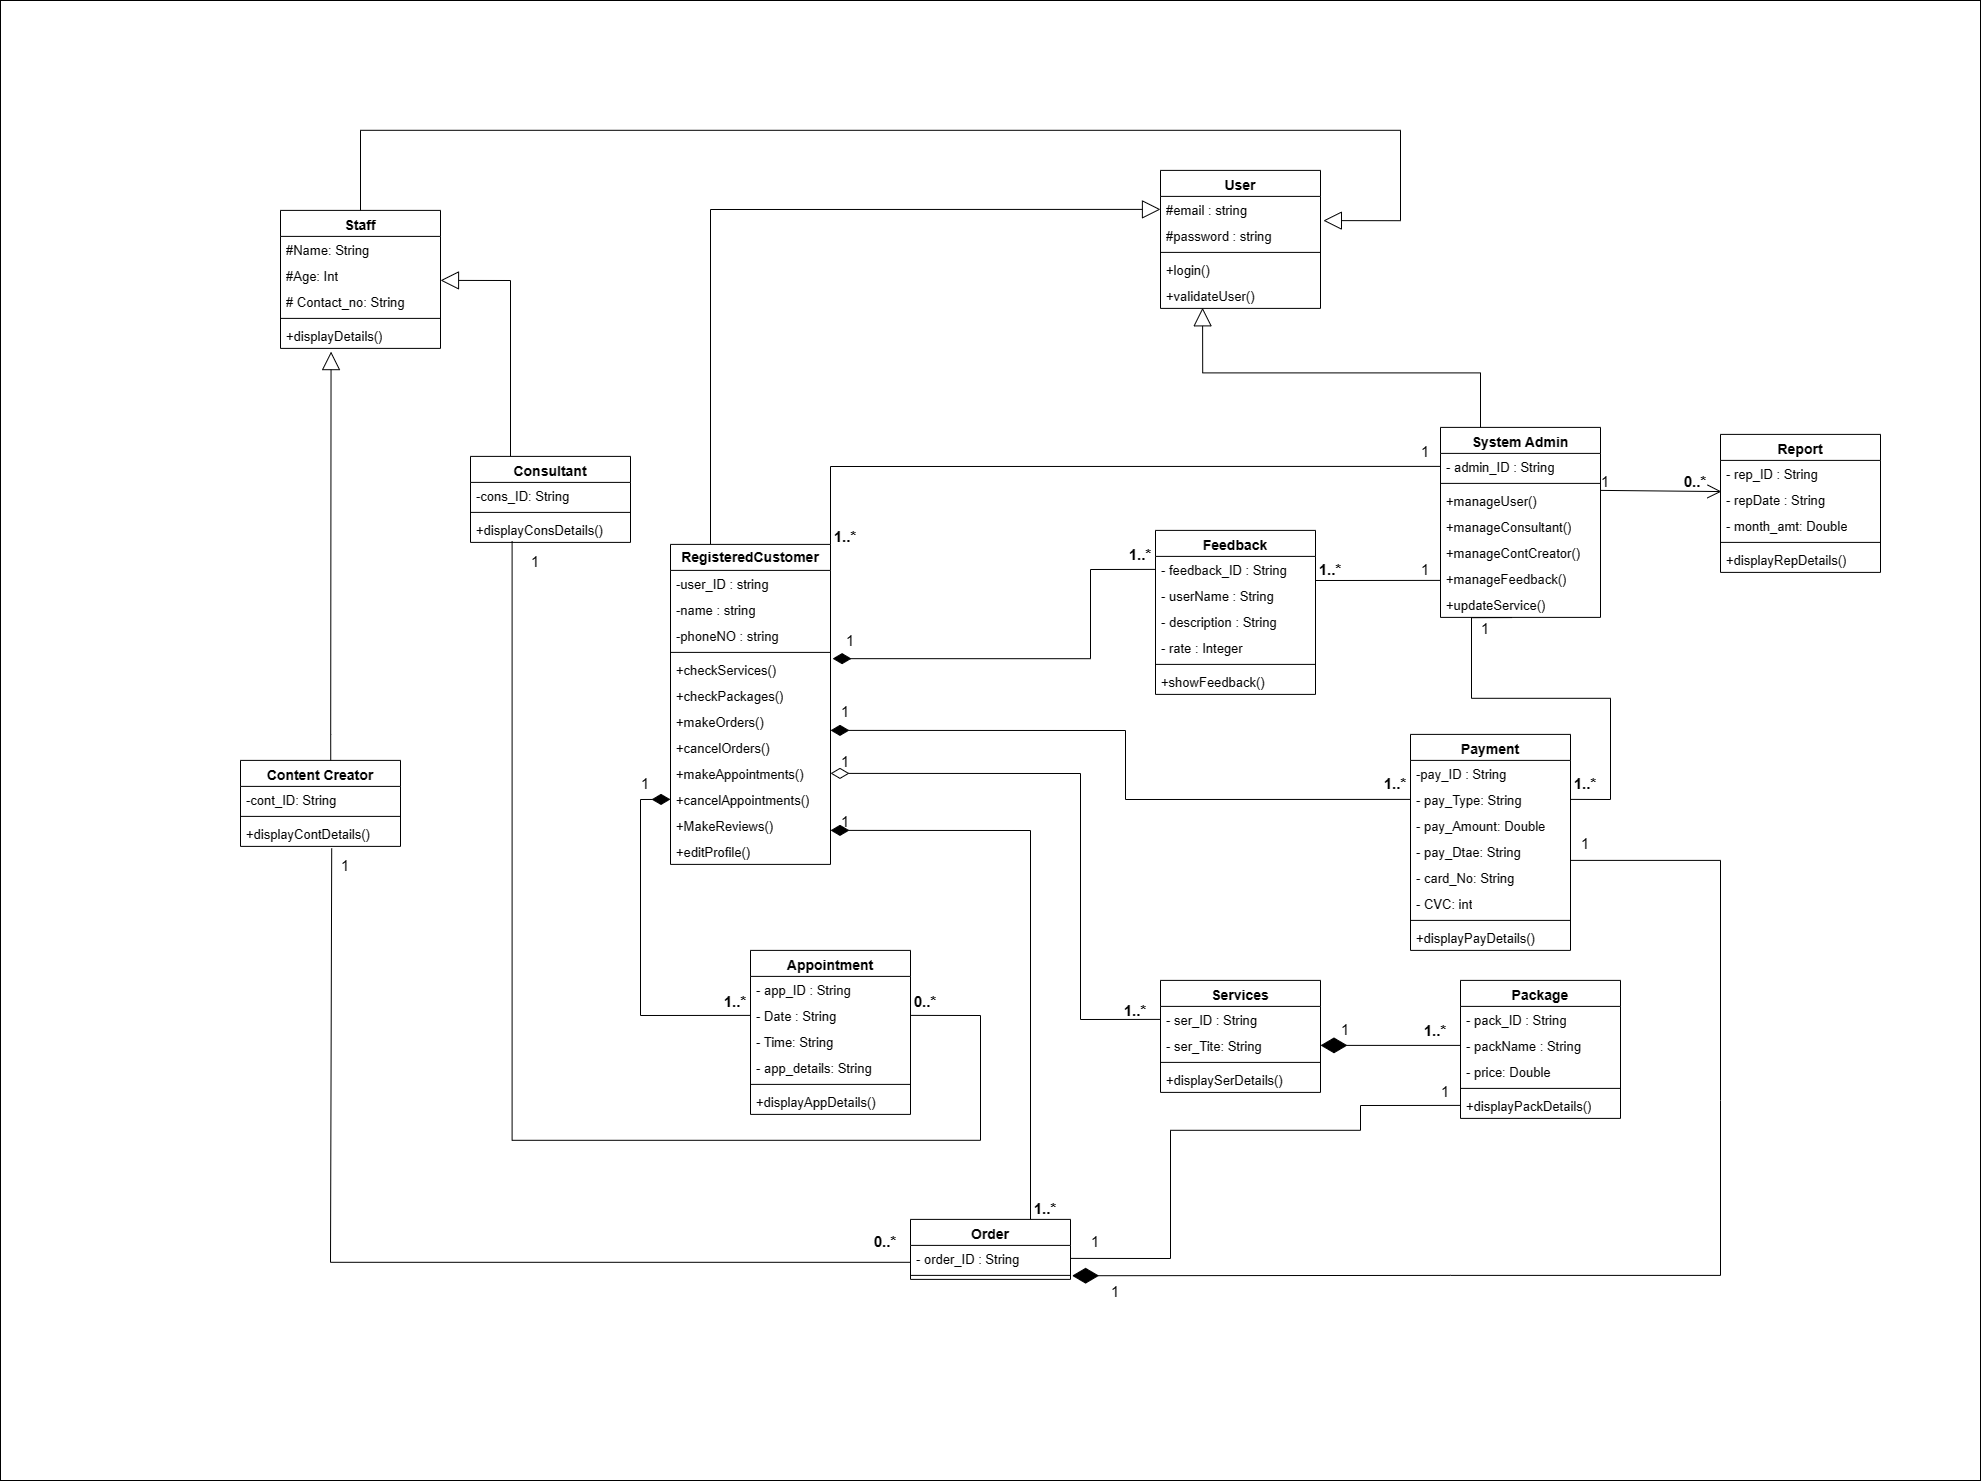 User
#email : string
#password : string
+login()
+validateUser()
Staff
#Name: String
#Age: Int
# Contact_no: String
+displayDetails()
Consultant
-cons_ID: String
+displayConsDetails()
1
System Admin
- admin_ID : String
+manageUser()
+manageConsultant()
+manageContCreator()
+manageFeedback()
+updateService()
1
1
0..*
1
1
Report
- rep_ID : String
- repDate : String
- month_amt: Double
+displayRepDetails()
RegisteredCustomer
-user_ID : string
-name : string
-phoneNO : string
+checkServices()
+checkPackages()
+makeOrders()
+cancelOrders()
+makeAppointments()
+cancelAppointments()
+MakeReviews()
+editProfile()
1..*
1
1
1
1
1
Feedback
- feedback_ID : String
- userName : String
- description : String
- rate : Integer
+showFeedback()
1..*
1..*
Content Creator
-cont_ID: String
+displayContDetails()
1
Payment
-pay_ID : String
- pay_Type: String
- pay_Amount: Double
- pay_Dtae: String
- card_No: String
- CVC: int
+displayPayDetails()
1..*
1..*
1
Appointment
- app_ID : String
- Date : String
- Time: String
- app_details: String
+displayAppDetails()
1..*
0..*
Services
- ser_ID : String
- ser_Tite: String
+displaySerDetails()
1..*
1
1..*
Package
- pack_ID : String
- packName : String
- price: Double
+displayPackDetails()
1
Order
- order_ID : String
1..*
0..*
1
1